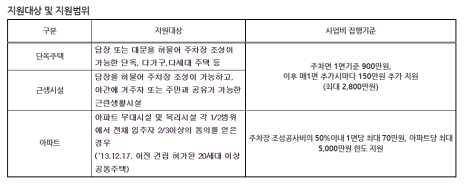 지원대상 및 지원범위
구분
지원대상
사업비 집행기준
단독주택
담장 또는 대문을 허물어 주차장 조성이
가능한 단독, 다가구,다세대 주택 등
주차면 1면기준 900만원,
이후 매1면 추가시마다 150만원 추가 지원
(최대 2,800만원)
근생시설
담장을 허물어 주차장 조성이 가능하고,
야간에 거주자 또는 주민과 공유가 가능한
근린생활시설
아파트
아파트 부대시설 및 복리시설 각 1/2범위
에서 전체 입주자 2/3이상의 동의를 얻은
경우
('13.12.17. 이전 건립 허가된 20세대 이상
공동주택)
주차장 조성공사비의 50%이내 1면당 최대 70만원, 아파트당 최대
5,000만원 한도 지원